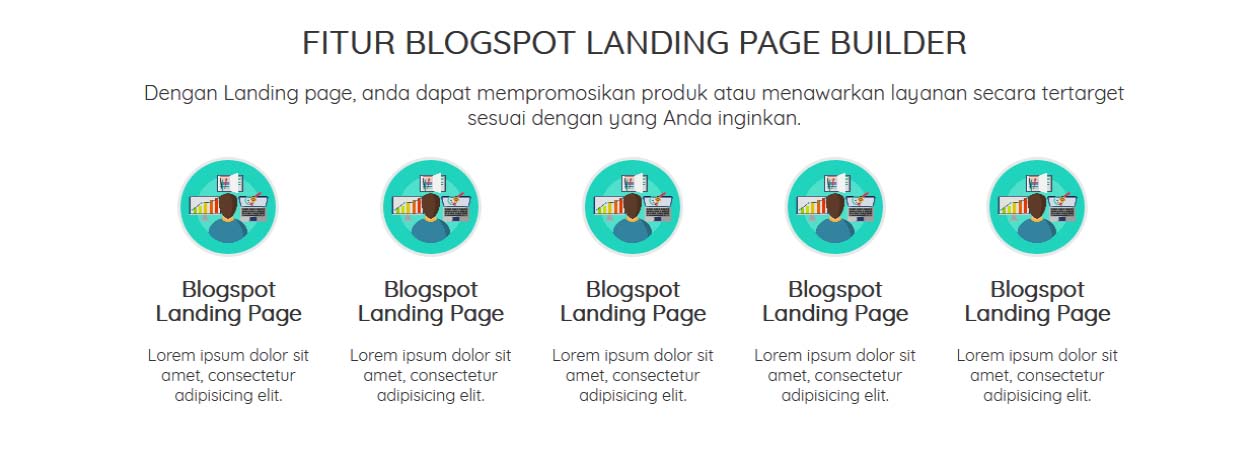 FITUR BLOGSPOT LANDING PAGE BUILDER
Dengan Landing page, anda dapat mempromosikan produk atau menawarkan layanan secara tertarget
sesuai dengan yang Anda inginkan.
Blogspot
Landing Page
Lorem ipsum dolor sit
amet, consectetur
adipisicing elit.
Blogspot
Landing Page
Lorem ipsum dolor sit
amet, consectetur
adipisicing elit.
Blogspot
Landing Page
Lorem ipsum dolor sit
amet, consectetur
adipisicing elit.
Blogspot
Landing Page
Lorem ipsum dolor sit
amet, consectetur
adipisicing elit.
Blogspot
Landing Page
Lorem ipsum dolor sit
amet, consectetur
adipisicing elit.